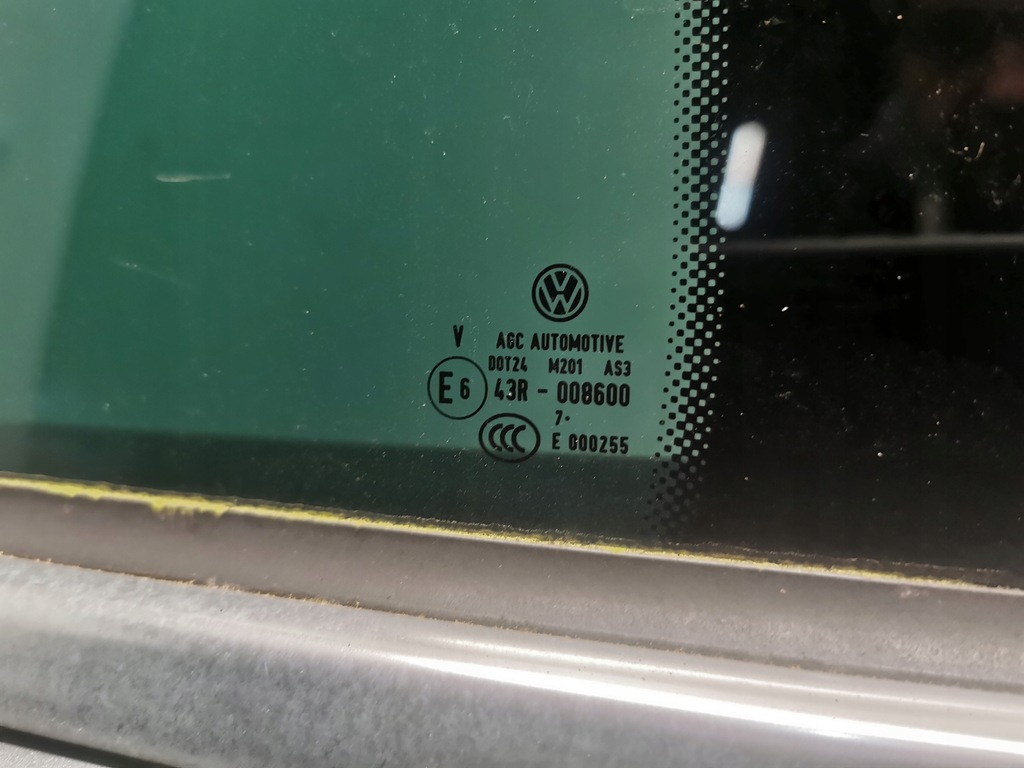 V AGC AUTOMOTIVE
DOT24 M201 AS3
E6 43R - 008600
7·
CCC E 000255